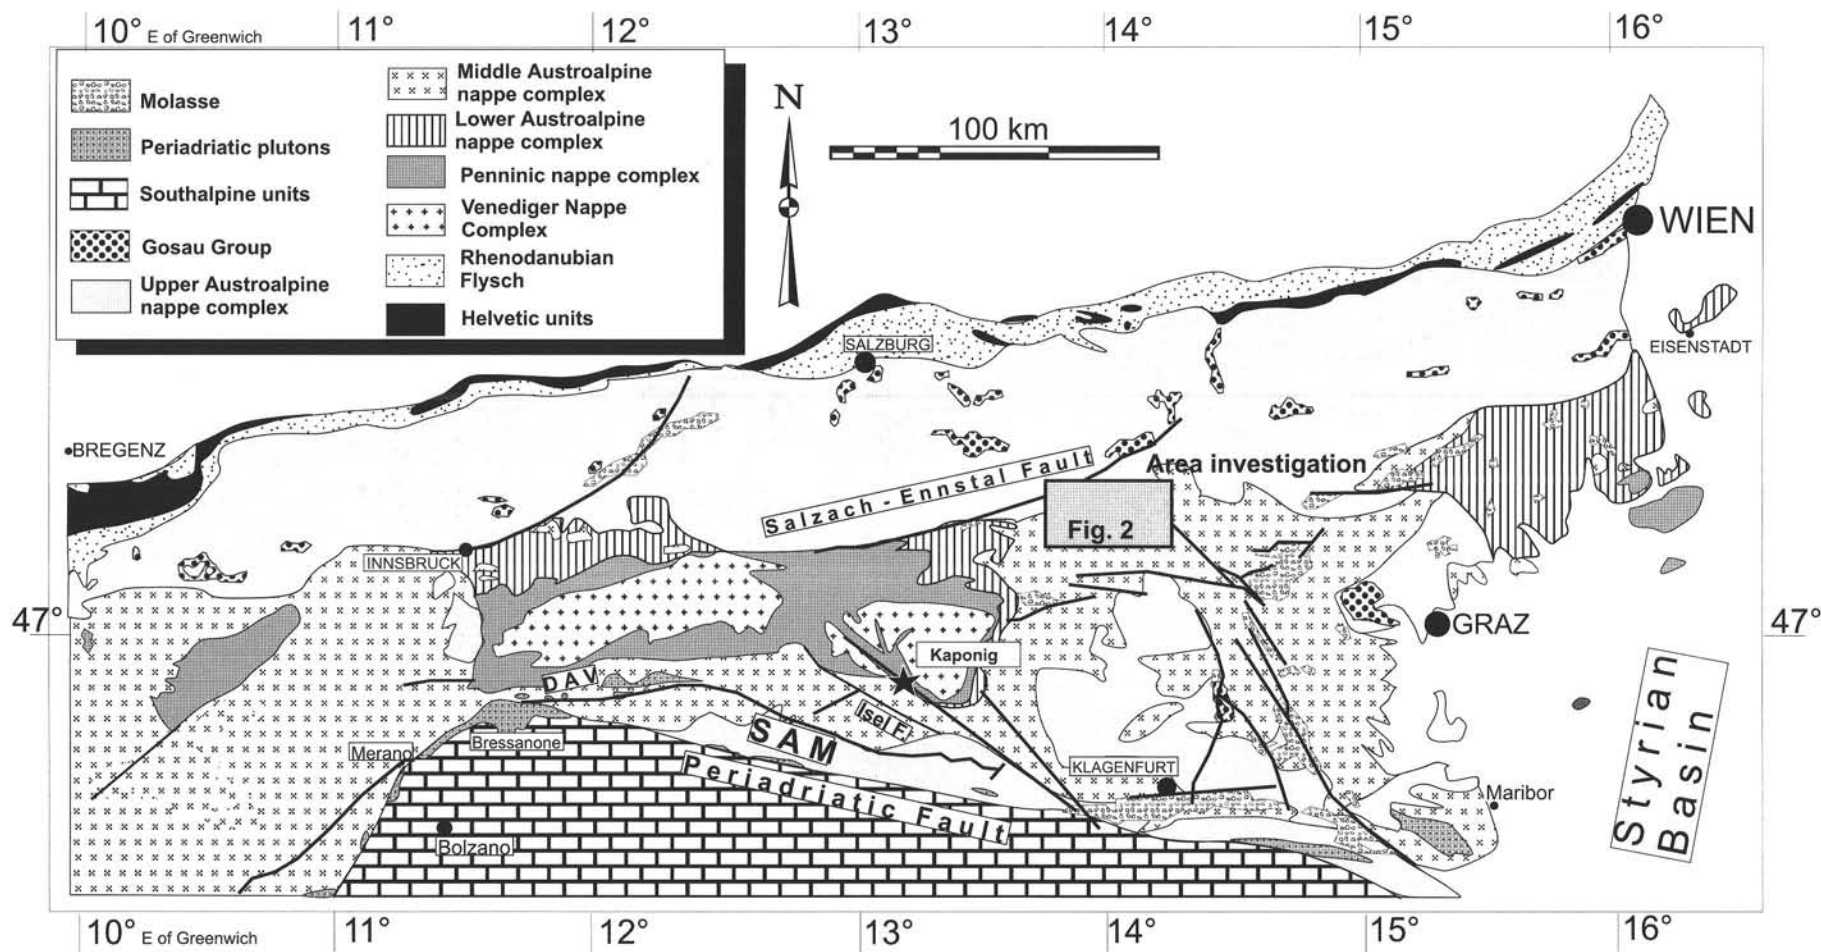 10° E of Greenwich
11°
12°
13°
14°
15°
16°
Molasse
Periadriatic plutons
Southalpine units
Gosau Group
Upper Austroalpine
nappe complex
Middle Austroalpine
nappe complex
Lower Austroalpine
nappe complex
Penninic nappe complex
Venediger Nappe
Complex
Rhenodanubian
Flysch
Helvetic units
N
100 km
WIEN
SALZBURG
EISENSTADT
BREGENZ
Salzach - Ennstal Fault
Area investigation
Fig. 2
INNSBRUCK
47°
47°
GRAZ
Kaponig
DAV
Isel F.
SAM
Bressanone
Merano
Periadriatic Fault
KLAGENFURT
Maribor
Bolzano
Styrian
Basin
10° E of Greenwich
11°
12°
13°
14°
15°
16°